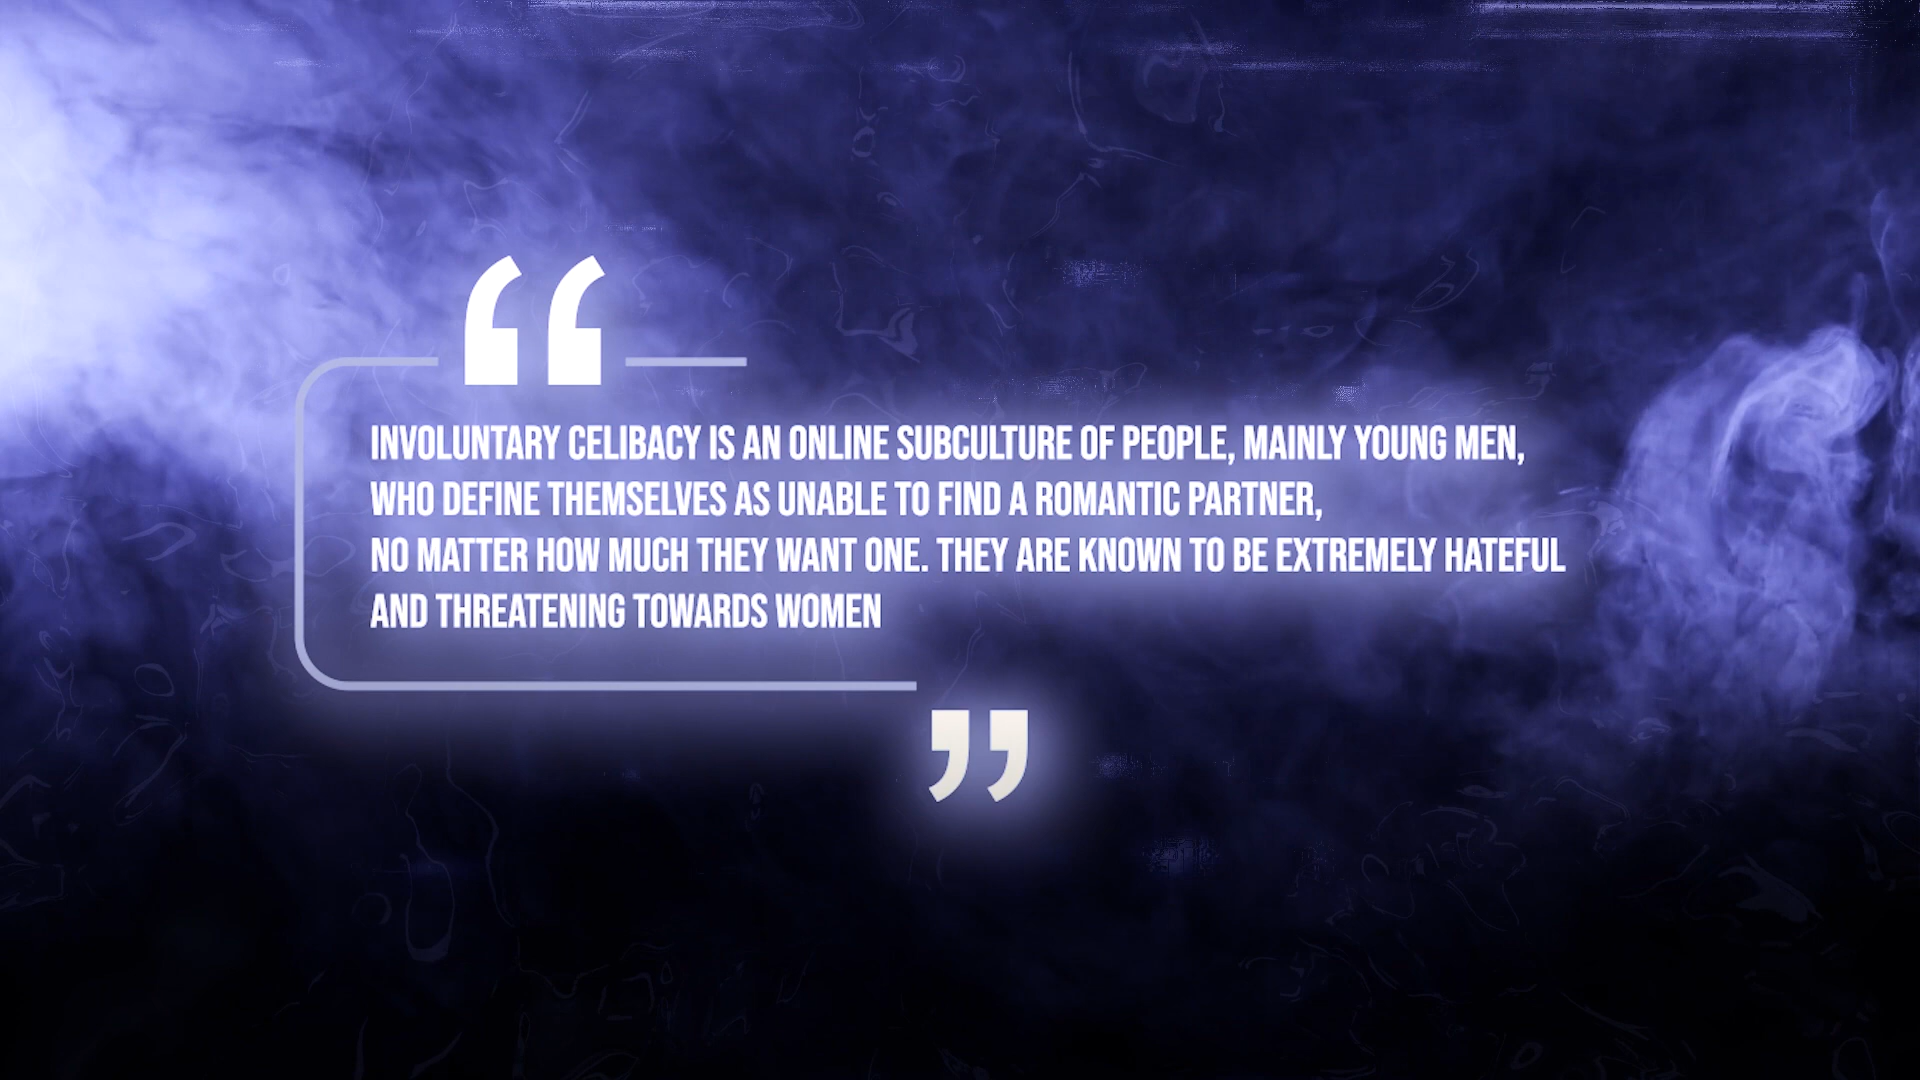 “
INVOLUNTARY CELIBACY IS AN ONLINE SUBCULTURE OF PEOPLE, MAINLY YOUNG MEN,
WHO DEFINE THEMSELVES AS UNABLE TO FIND A ROMANTIC PARTNER,
NO MATTER HOW MUCH THEY WANT ONE. THEY ARE KNOWN TO BE EXTREMELY HATEFUL
AND THREATENING TOWARDS WOMEN
”